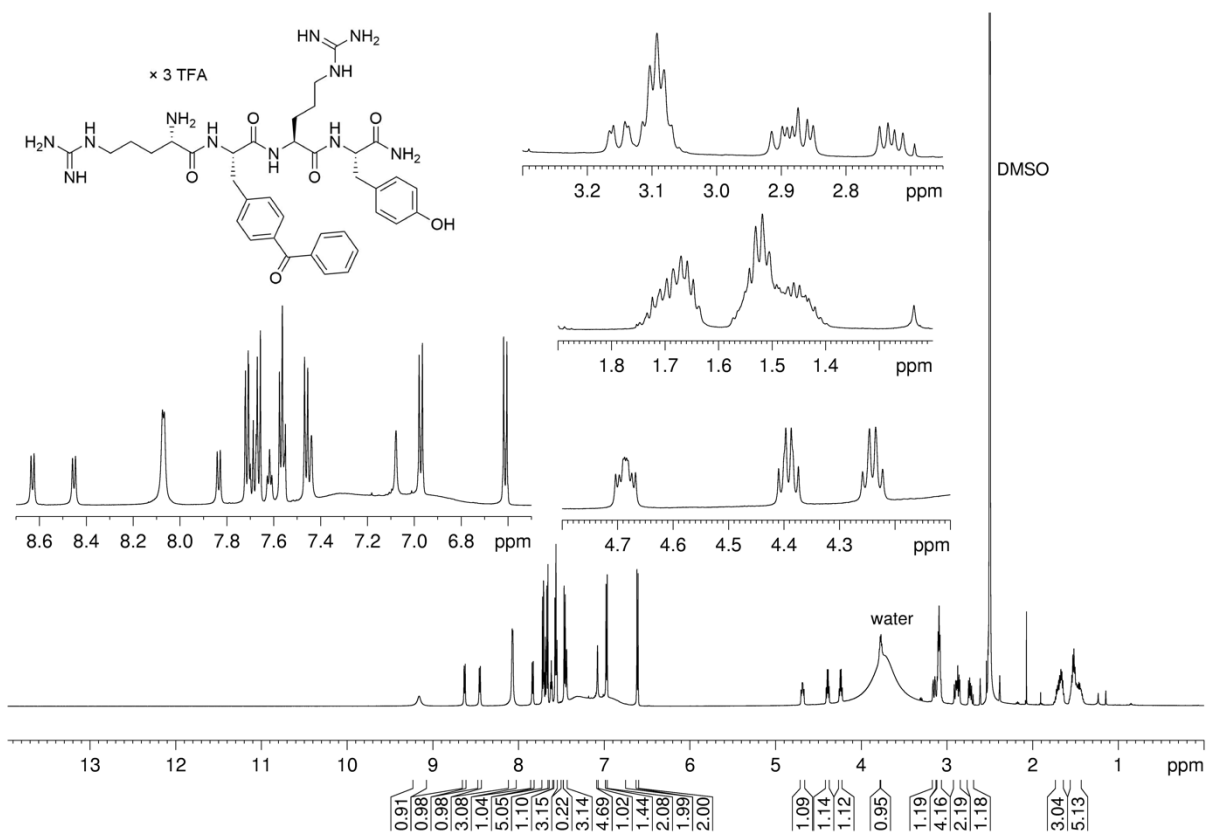 × 3 TFA
HN NH₂
NH
H₂N H N NH₂ H N O N H O H N O NH₂
NH O O
OH
O
3.2 3.1 3.0 2.9 2.8 ppm
DMSO
1.8 1.7 1.6 1.5 1.4 ppm
8.6 8.4 8.2 8.0 7.8 7.6 7.4 7.2 7.0 6.8 ppm
4.7 4.6 4.5 4.4 4.3 ppm
water
13 12 11 10 9 8 7 6 5 4 3 2 1 ppm
0.91 0.98 0.98 3.08 1.04 5.05 1.10 3.15 0.22 3.14 4.69 1.02 1.44 2.08 1.99 2.00 1.09 1.14 1.12 0.95 1.19 4.16 2.19 1.18 3.04 5.13